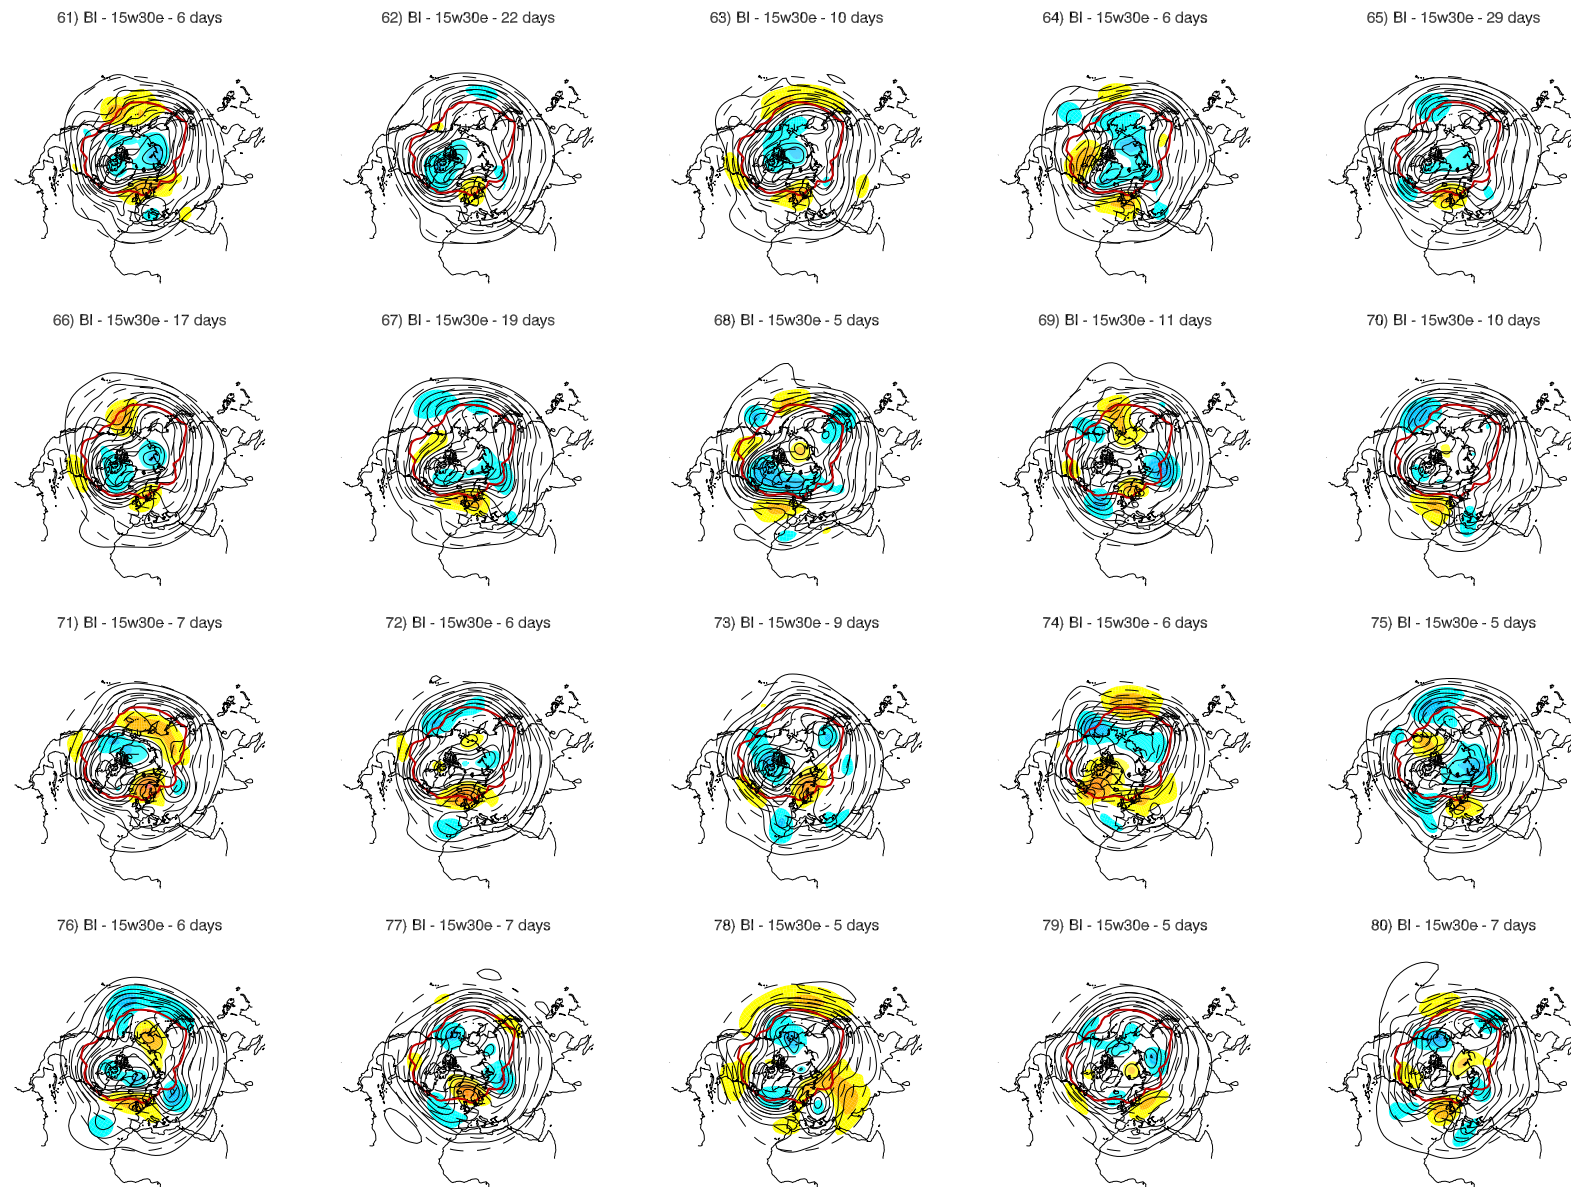 61) BI - 15w30e - 6 days
62) BI - 15w30e - 22 days
63) BI - 15w30e - 10 days
64) BI - 15w30e - 6 days
65) BI - 15w30e - 29 days
66) BI - 15w30e - 17 days
67) BI - 15w30e - 19 days
68) BI - 15w30e - 5 days
69) BI - 15w30e - 11 days
70) BI - 15w30e - 10 days
71) BI - 15w30e - 7 days
72) BI - 15w30e - 6 days
73) BI - 15w30e - 9 days
74) BI - 15w30e - 6 days
75) BI - 15w30e - 5 days
76) BI - 15w30e - 6 days
77) BI - 15w30e - 7 days
78) BI - 15w30e - 5 days
79) BI - 15w30e - 5 days
80) BI - 15w30e - 7 days